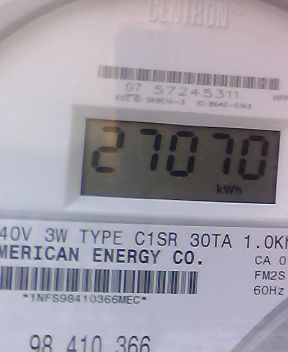 CENTRON
07 57245311
27070
kWh
40V 3W TYPE C1SR 30TA 1.0K
MERICAN ENERGY CO.
CA 0
FM2S
60Hz
*1NFS98410366MEC*
98 410 366